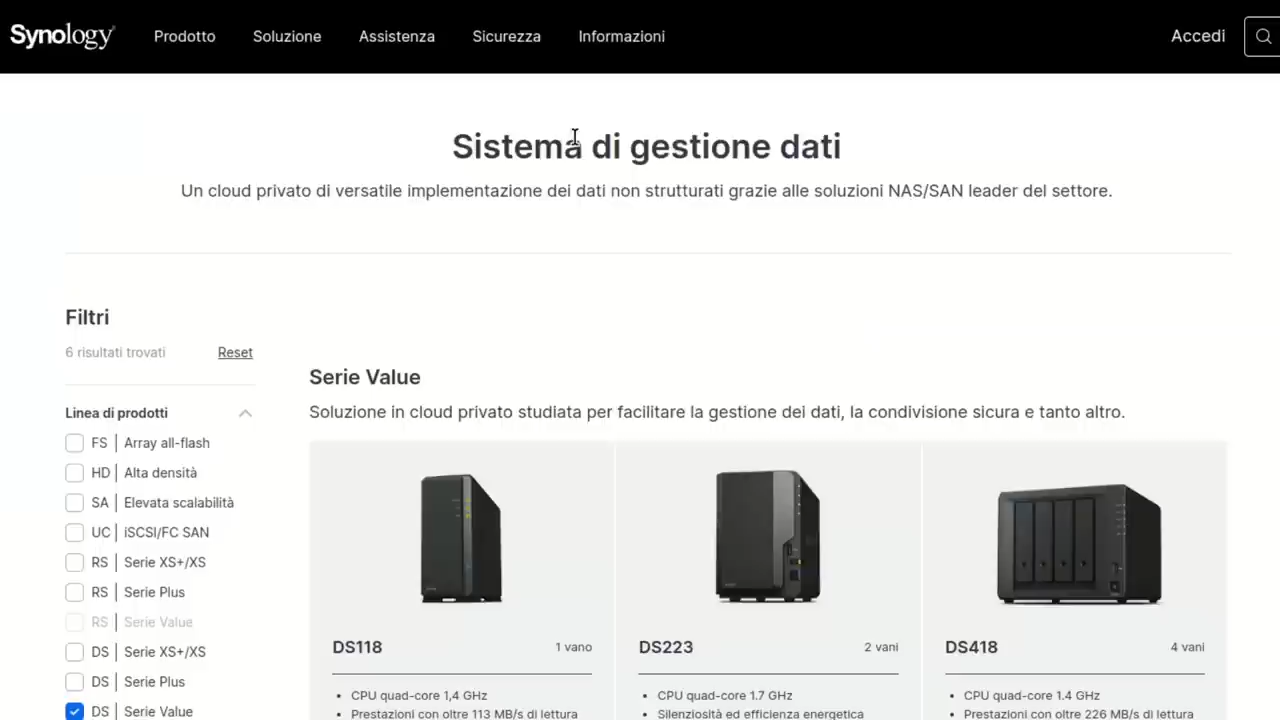 Synology
Prodotto
Soluzione
Assistenza
Sicurezza
Informazioni
Accedi
Sistema di gestione dati
Un cloud privato di versatile implementazione dei dati non strutturati grazie alle soluzioni NAS/SAN leader del settore.
Filtri
6 risultati trovati
Reset
Linea di prodotti
FS | Array all-flash
HD | Alta densità
SA | Elevata scalabilità
UC | iSCSI/FC SAN
RS | Serie XS+/XS
RS | Serie Plus
RS | Serie Value
DS | Serie XS+/XS
DS | Serie Plus
DS | Serie Value
Serie Value
Soluzione in cloud privato studiata per facilitare la gestione dei dati, la condivisione sicura e tanto altro.
DS118
1 vano
• CPU quad-core 1,4 GHz
• Prestazioni con oltre 113 MB/s di lettura
DS223
2 vani
• CPU quad-core 1.7 GHz
• Silenziosità ed efficienza energetica
DS418
4 vani
• CPU quad-core 1.4 GHz
• Prestazioni con oltre 226 MB/s di lettura